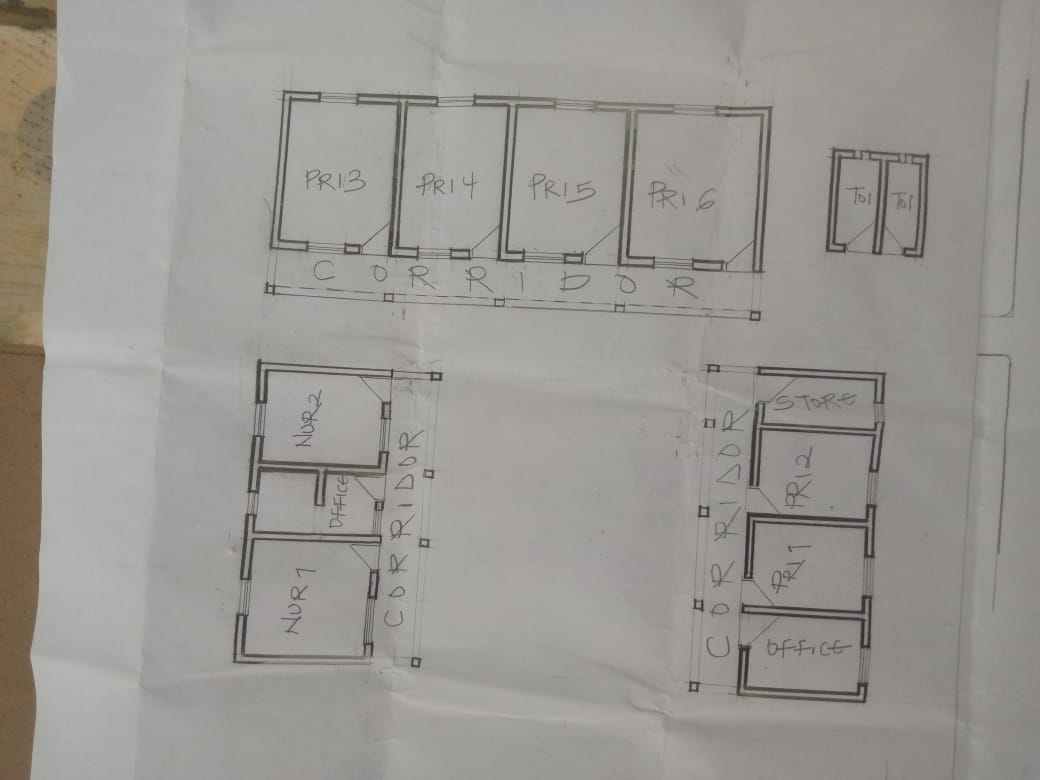 PRI3
PRI4
PRI5
PRI6
TOI
TOI
CORRIDOR
NUR2
OFFICE
NUR1
CORRIDOR
STORE
PRI2
PRI1
OFFICE
CORRIDOR